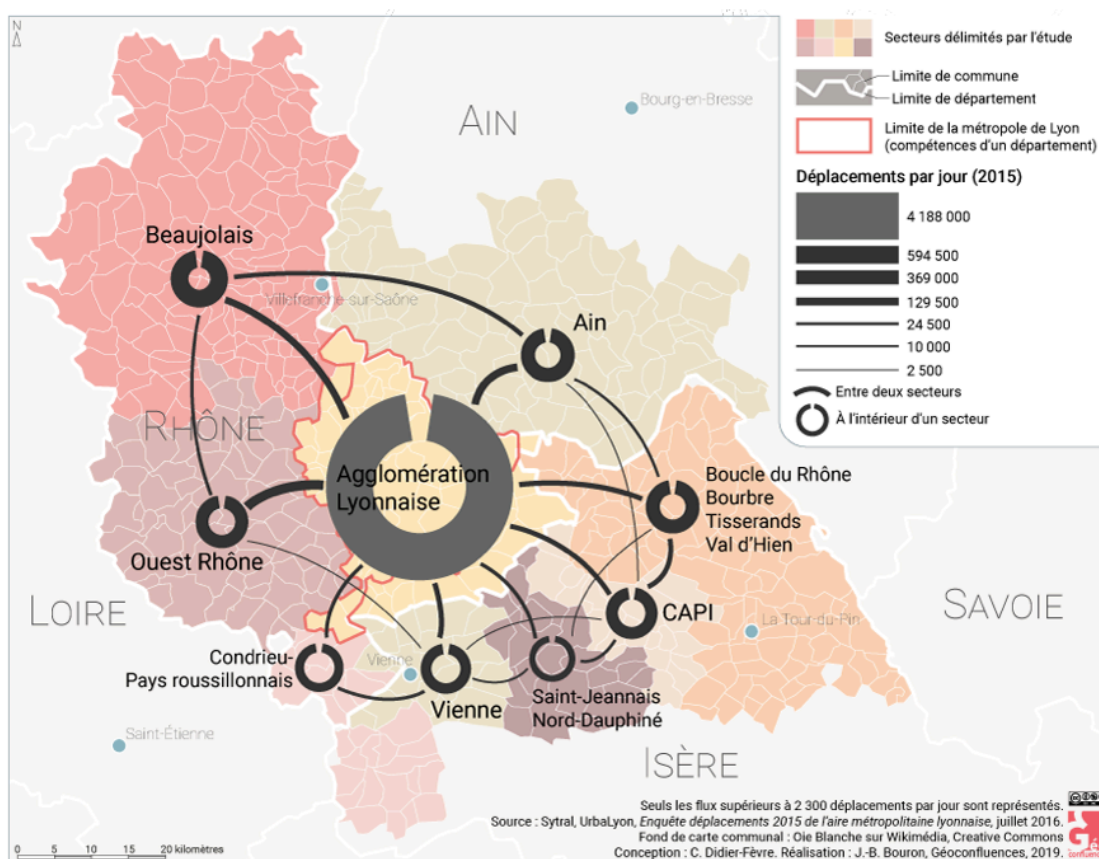 N
AIN
Bourg-en-Bresse
Secteurs délimités par l'étude
Limite de commune
Limite de département
Limite de la métropole de Lyon
(compétences d'un département)
Déplacements par jour (2015)
4 188 000
594 500
369 000
129 500
24 500
10 000
2 500
Entre deux secteurs
À l'intérieur d'un secteur
Beaujolais
Villefranche-sur-Saône
Ain
RHÔNE
Agglomération
Lyonnaise
Boucle du Rhône
Bourbre
Tisserands
Val d'Hien
Ouest Rhône
LOIRE
SAVOIE
CAPI
La Tour-du-Pin
Condrieu-
Pays roussillonnais
Vienne
Vienne
Saint-Jeannais
Nord-Dauphiné
Saint-Étienne
ISÈRE
Seuls les flux supérieurs à 2 300 déplacements par jour sont représentés.
Source : Sytral, UrbaLyon, Enquête déplacements 2015 de l'aire métropolitaine lyonnaise, juillet 2016.
Fond de carte communal : Oie Blanche sur Wikimédia, Creative Commons
Conception : C. Didier-Fèvre. Réalisation : J.-B. Bouron, Géoconfluences, 2019.
0 5 10 15 20 kilomètres